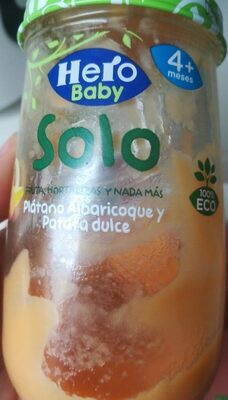 Hero
Baby
4+
meses
Solo
FRUTA, HORTALIZAS Y NADA MÁS
100%
ECO
Plátano Albaricoque y
Patata dulce